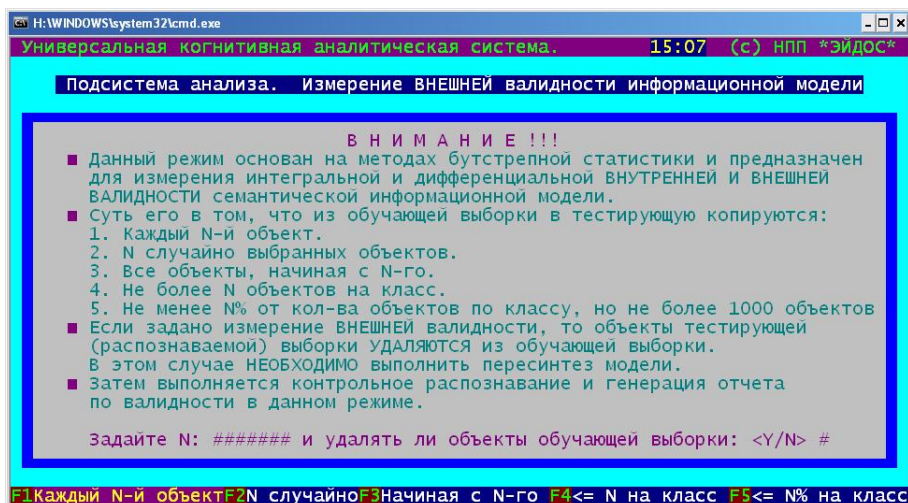 H:\WINDOWS\system32\cmd.exe
Универсальная когнитивная аналитическая система. 15:07 (с) НПП *ЭЙДОС*
Подсистема анализа. Измерение ВНЕШНЕЙ валидности информационной модели
В Н И М А Н И Е !!!
■ Данный режим основан на методах бутстрепной статистики и предназначен
для измерения интегральной и дифференциальной ВНУТРЕННЕЙ И ВНЕШНЕЙ
ВАЛИДНОСТИ семантической информационной модели.
■ Суть его в том, что из обучающей выборки в тестирующую копируются:
1. Каждый N-й объект.
2. N случайно выбранных объектов.
3. Все объекты, начиная с N-го.
4. Не более N объектов на класс.
5. Не менее N% от кол-ва объектов по классу, но не более 1000 объектов
■ Если задано измерение ВНЕШНЕЙ валидности, то объекты тестирующей
(распознаваемой) выборки УДАЛЯЮТСЯ из обучающей выборки.
В этом случае НЕОБХОДИМО выполнить пересинтез модели.
■ Затем выполняется контрольное распознавание и генерация отчета
по валидности в данном режиме.
Задайте N: ####### и удалять ли объекты обучающей выборки: <Y/N> #
F1Каждый N-й объектF2N случайноF3Начиная с N-го F4<= N на класс F5<= N% на класс